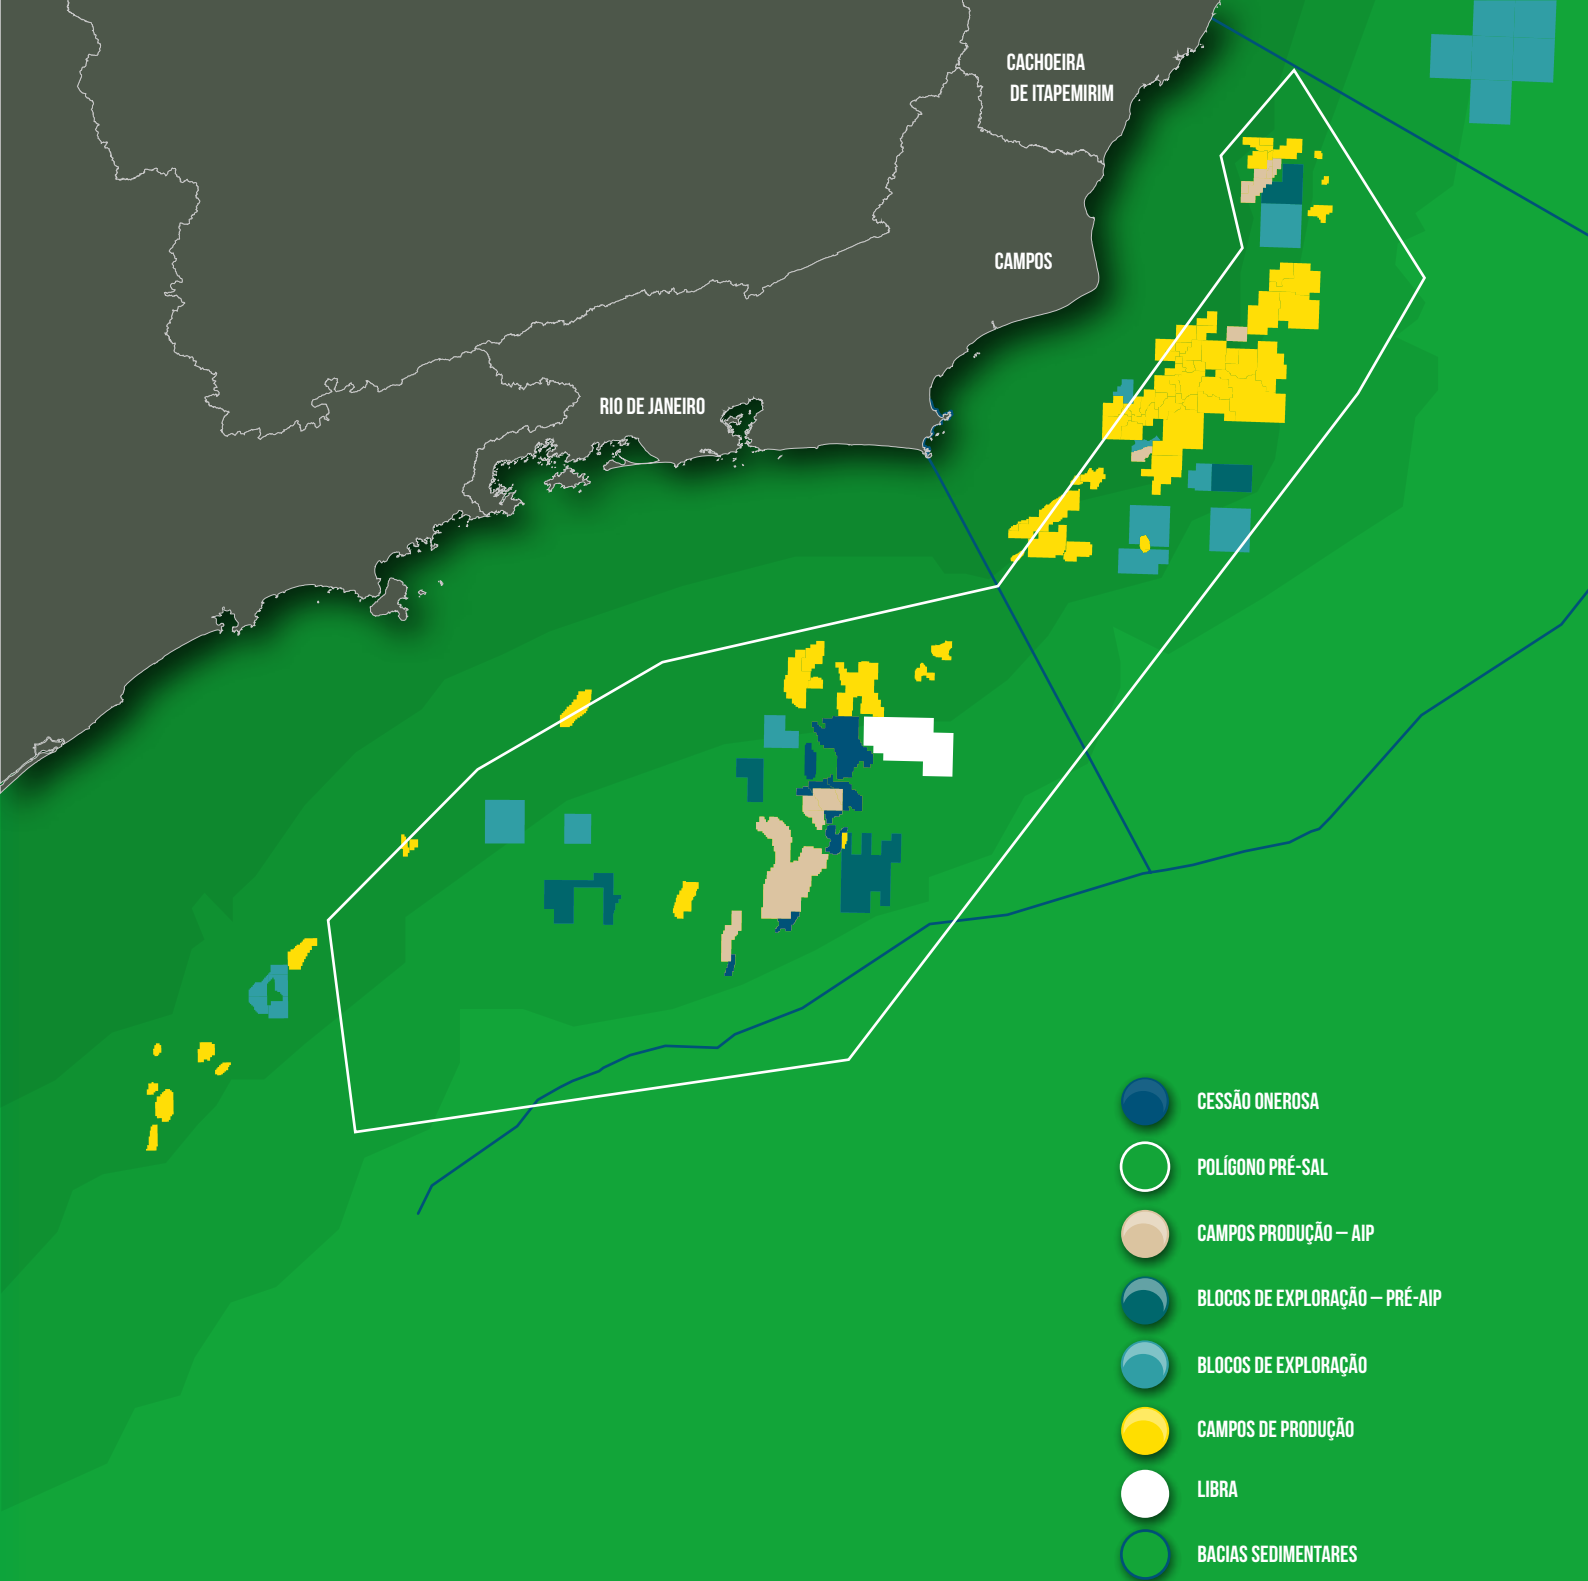 CACHOEIRA
DE ITAPEMIRIM
CAMPOS
RIO DE JANEIRO
CESSÃO ONEROSA
POLÍGONO PRÉ-SAL
CAMPOS PRODUÇÃO – AIP
BLOCOS DE EXPLORAÇÃO – PRÉ-AIP
BLOCOS DE EXPLORAÇÃO
CAMPOS DE PRODUÇÃO
LIBRA
BACIAS SEDIMENTARES